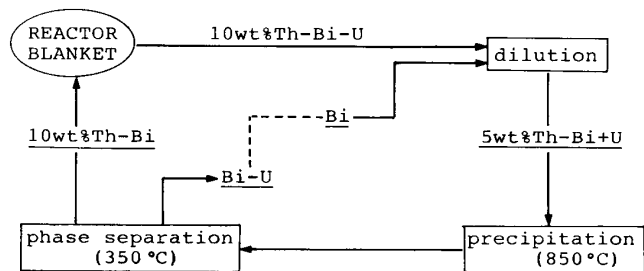 REACTOR
BLANKET
10wt%Th-Bi-U
dilution
Bi
10wt%Th-Bi
5wt%Th-Bi+U
Bi-U
phase separation
(350°C)
precipitation
(850°C)